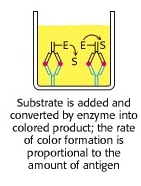 E E S
S
Substrate is added and
converted by enzyme into
colored product; the rate
of color formation is
proportional to the
amount of antigen